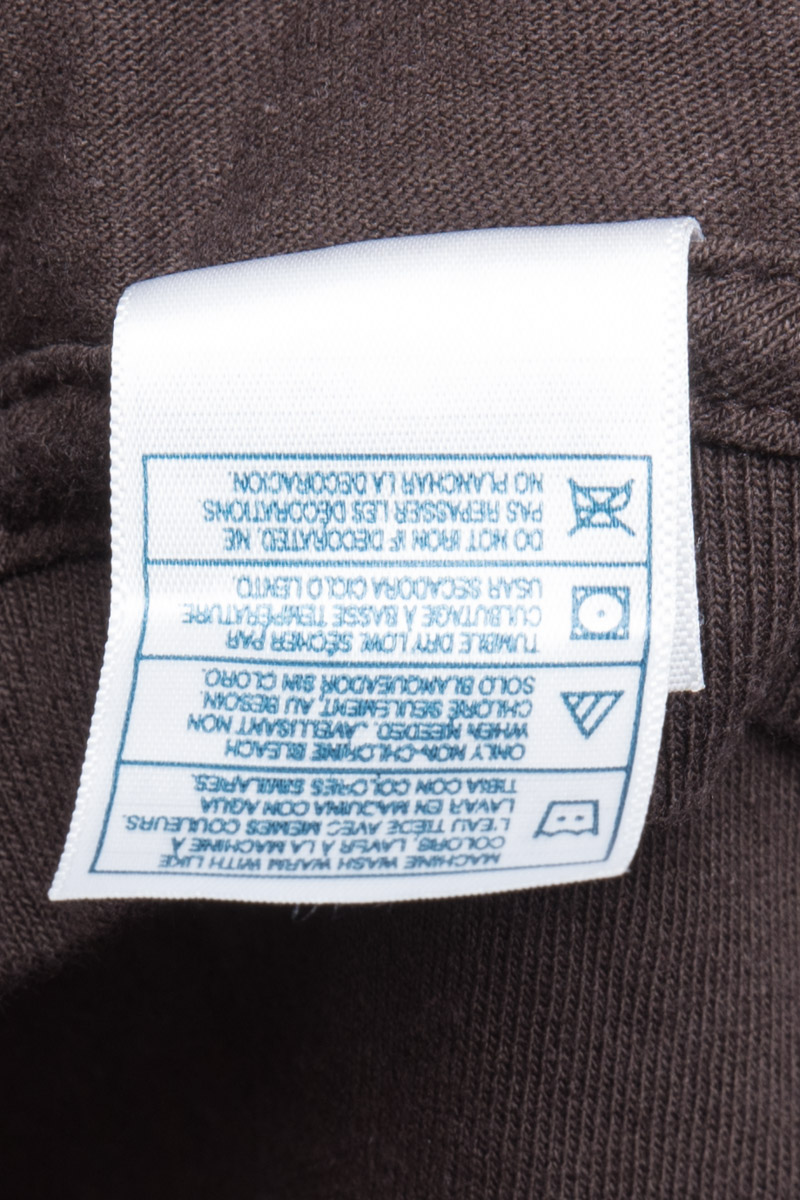 MACHINE WASH WARM WITH LIKE
COLORS. LAVER À LA MACHINE À
L'EAU TIÈDE AVEC MÊMES COULEURS.
LAVAR EN MAQUINA CON AGUA
TIBIA CON COLORES SIMILARES.
ONLY NON-CHLORINE BLEACH
WHEN NEEDED. JAVELLISANT NON
CHLORÉ SEULEMENT, AU BESOIN.
SOLO BLANQUEADOR SIN CLORO.
TUMBLE DRY LOW. SÉCHER PAR
CULBUTAGE À BASSE TEMPÉRATURE
USAR SECADORA CICLO LENTO.
DO NOT IRON IF DECORATED. NE
PAS REPASSER LES DÉCORATIONS
NO PLANCHAR LA DECORACION.